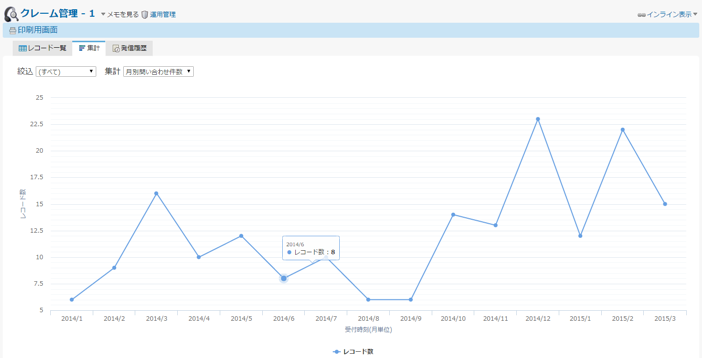 クレーム管理 - 1 メモを見る 運用管理 インライン表示
印刷用画面
レコード一覧 集計 発信履歴
絞込 (すべて) 集計 月別問い合わせ件数
25
22.5
20
17.5
15
12.5
10
7.5
5
レコード数
2014/6
レコード数 : 8
2014/1 2014/2 2014/3 2014/4 2014/5 2014/6 2014/7 2014/8 2014/9 2014/10 2014/11 2014/12 2015/1 2015/2 2015/3
受付時刻(月単位)
レコード数